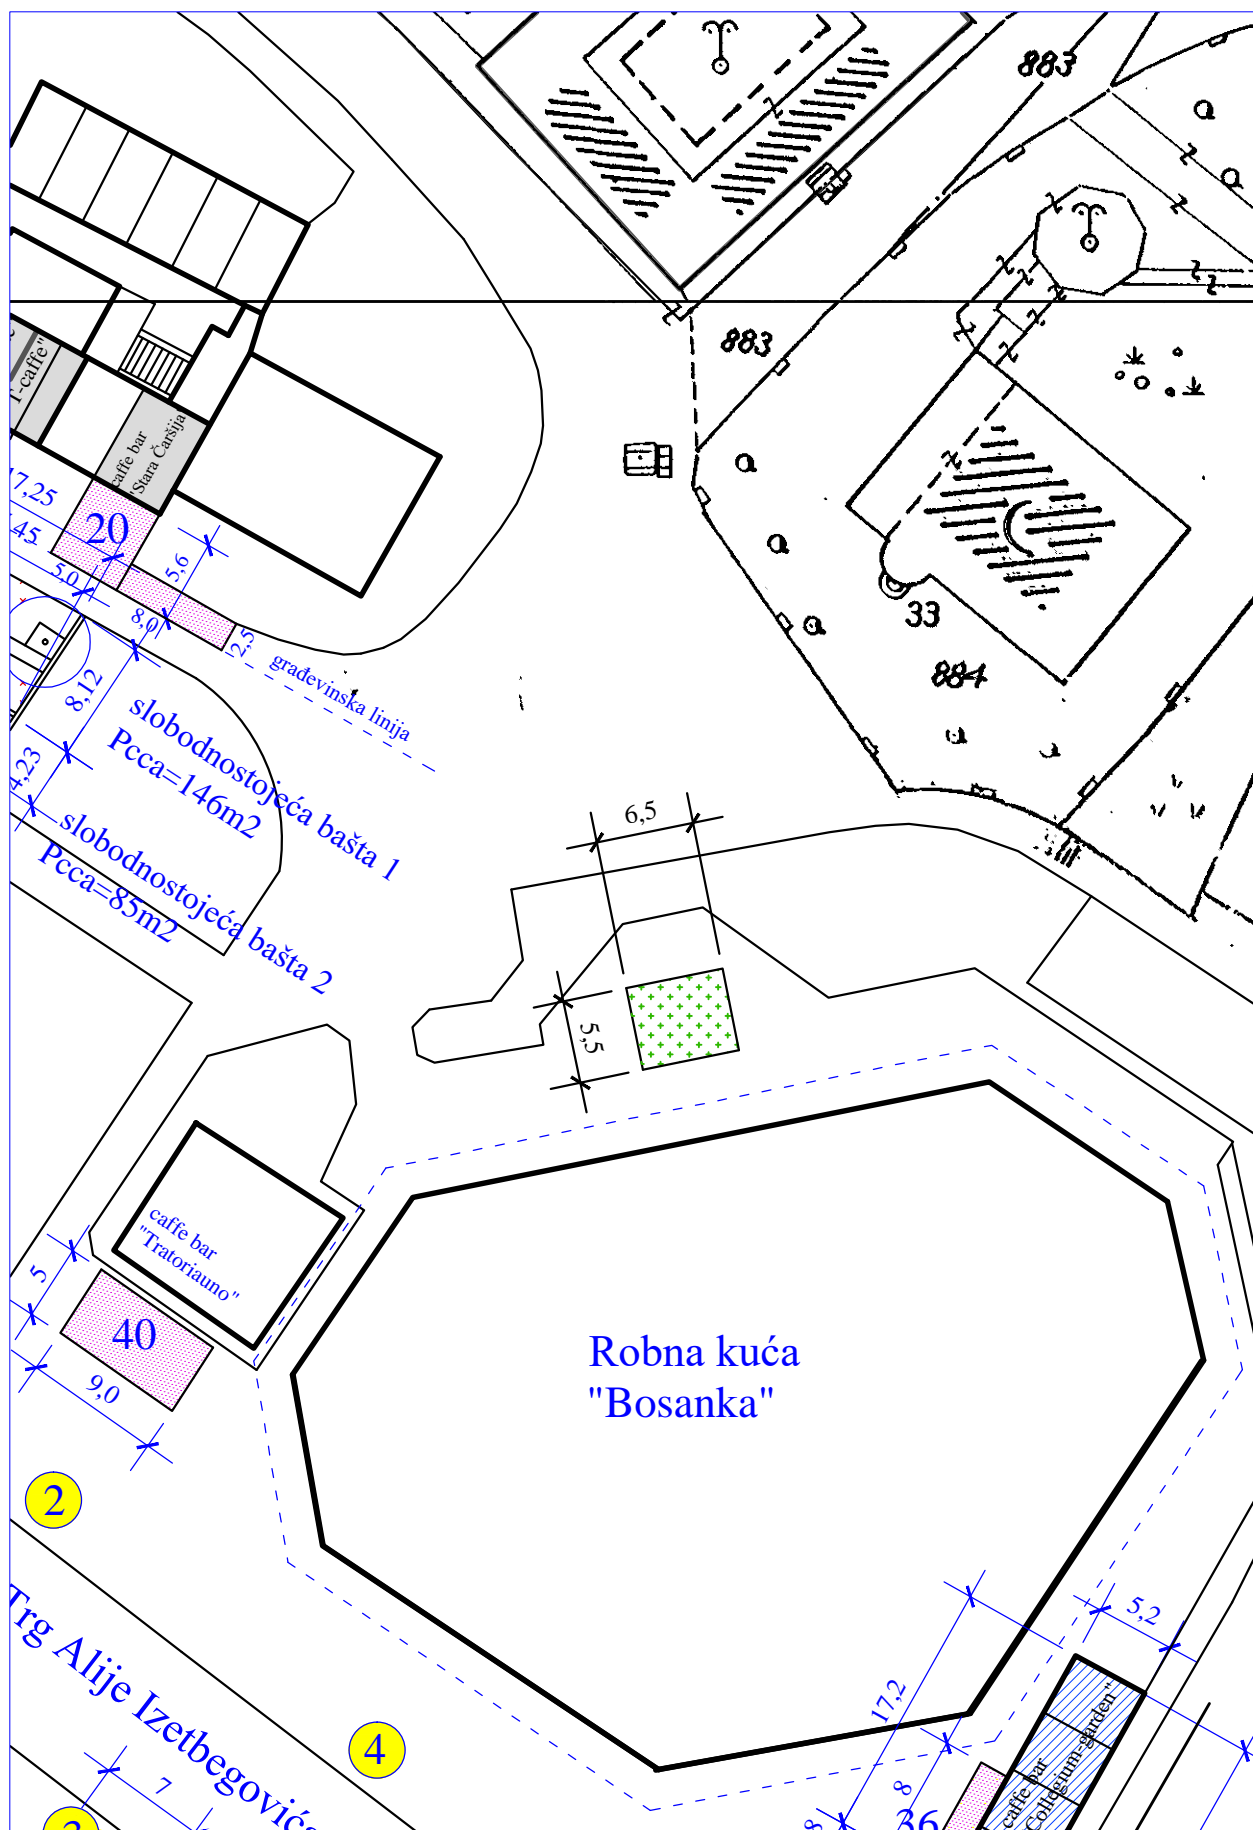 883
883
1-caffe"
caffe bar
"Stara Čaršija"
17,25
20
5,6
5,0
8,0
2,5
građevinska linija
33
884
8,12
slobodnostojeća bašta 1
Pcca=146m2
4,23
slobodnostojeća bašta 2
Pcca=85m2
6,5
5,5
caffe bar
"Tratoriauno"
5
40
9,0
Robna kuća
"Bosanka"
2
Trg Alije Izetbegovića
4
7
5,2
17,2
8
36
caffe bar
"Collegium-garden"